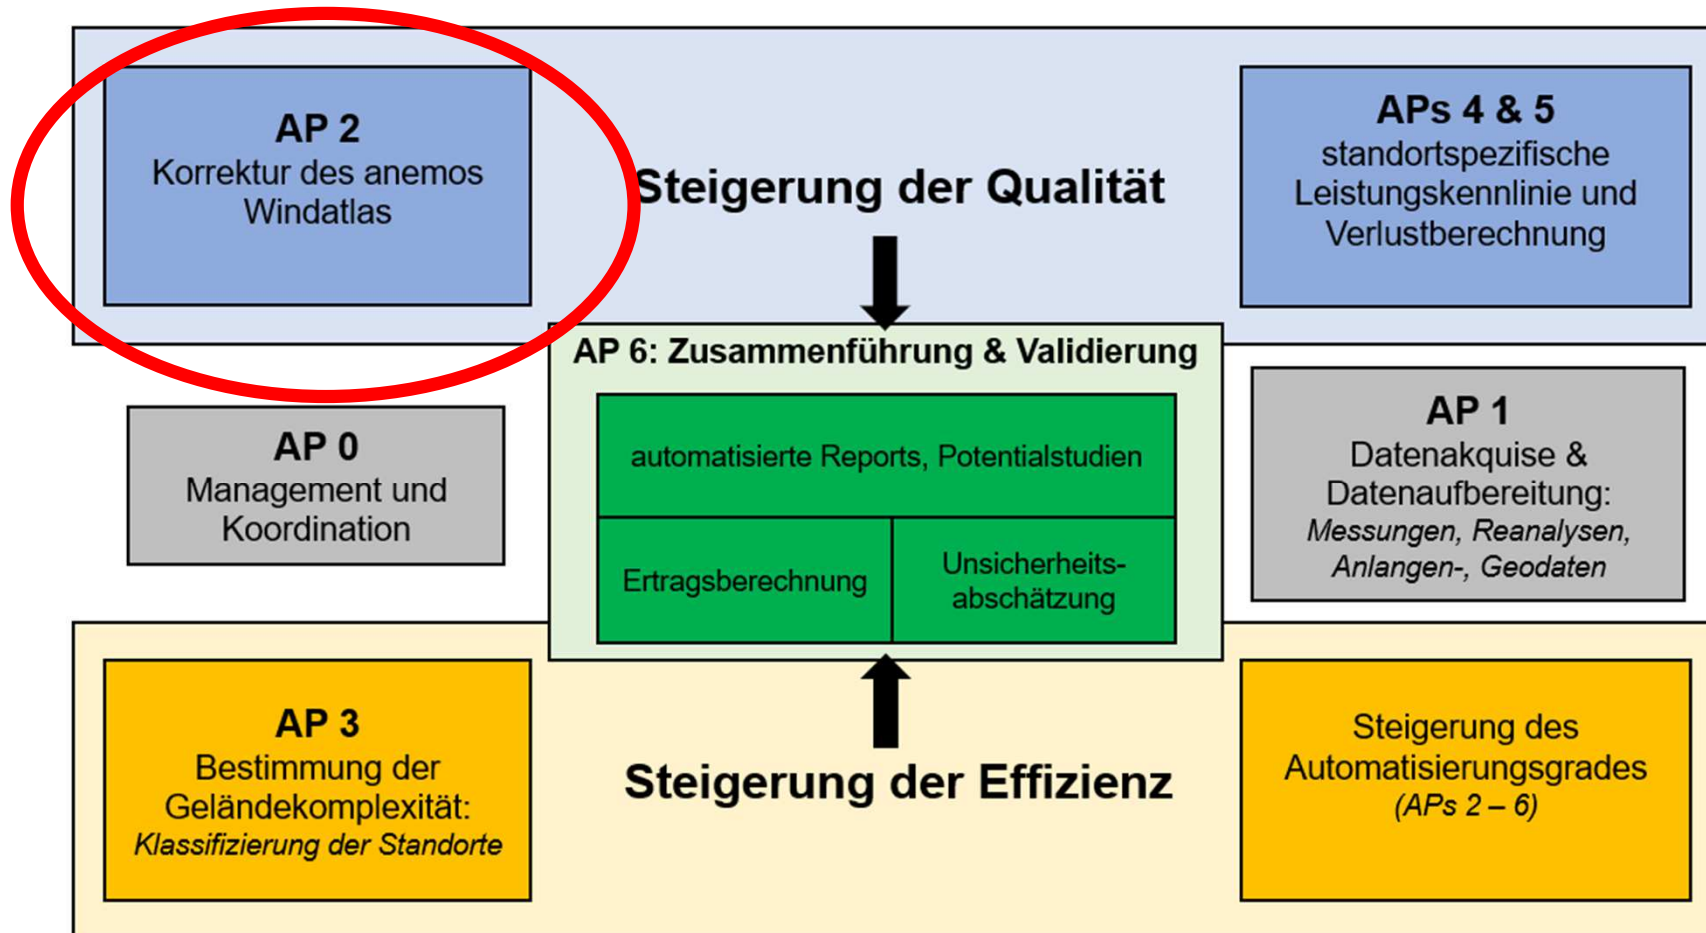 AP 2
Korrektur des anemos
Windatlas
Steigerung der Qualität
APs 4 & 5
standortspezifische
Leistungskennlinie und
Verlustberechnung
AP 6: Zusammenführung & Validierung
automatisierte Reports, Potentialstudien
Ertragsberechnung
Unsicherheits-
abschätzung
AP 0
Management und
Koordination
AP 1
Datenakquise &
Datenaufbereitung:
Messungen, Reanalysen,
Anlangen-, Geodaten
AP 3
Bestimmung der
Geländekomplexität:
Klassifizierung der Standorte
Steigerung der Effizienz
Steigerung des
Automatisierungsgrades
(APs 2 – 6)